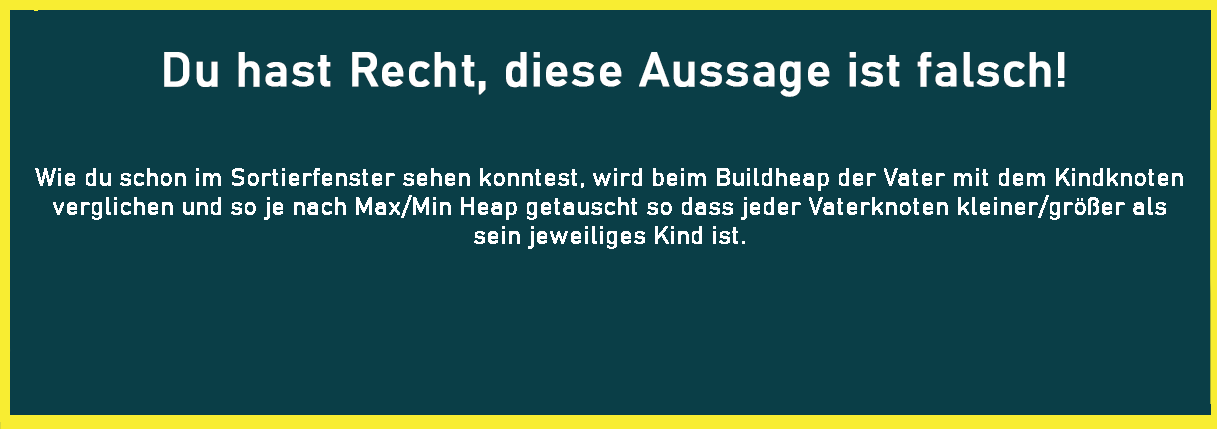 Du hast Recht, diese Aussage ist falsch!
Wie du schon im Sortierfenster sehen konntest, wird beim Buildheap der Vater mit dem Kindknoten
verglichen und so je nach Max/Min Heap getauscht so dass jeder Vaterknoten kleiner/größer als
sein jeweiliges Kind ist.